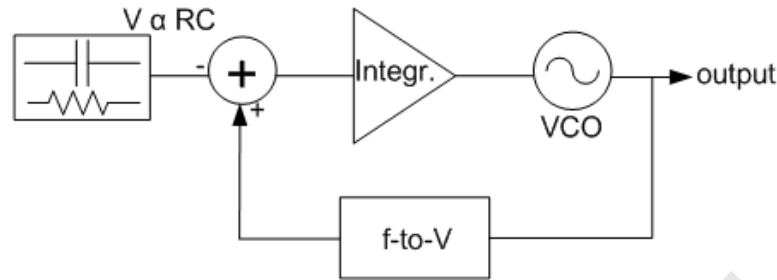 V α RC
-
+
+
Integr.
VCO
output
f-to-V